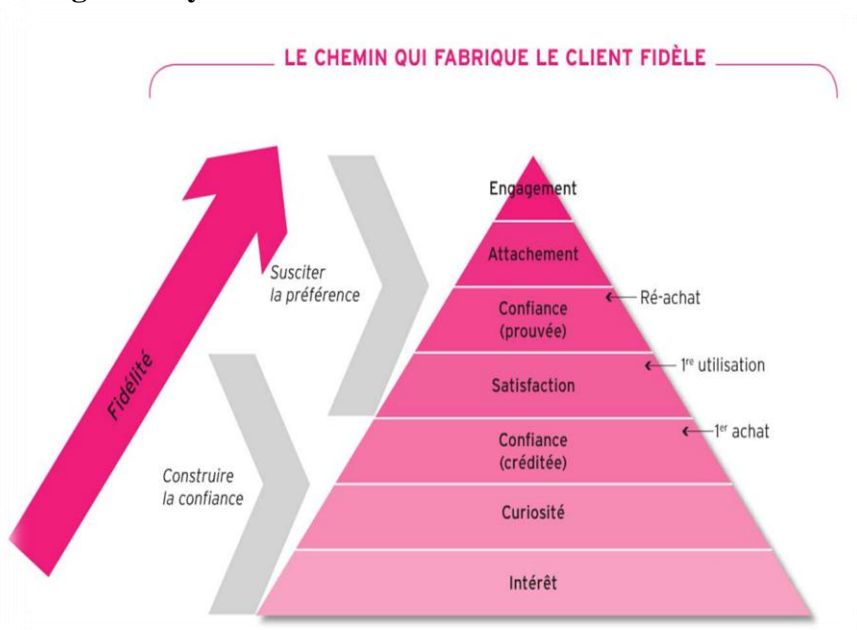 LE CHEMIN QUI FABRIQUE LE CLIENT FIDÈLE
Engagement
Attachement
Susciter
la préférence
Ré-achat
Confiance
(prouvée)
1re utilisation
Fidélité
Satisfaction
1er achat
Confiance
(créditée)
Construire
la confiance
Curiosité
Intérêt